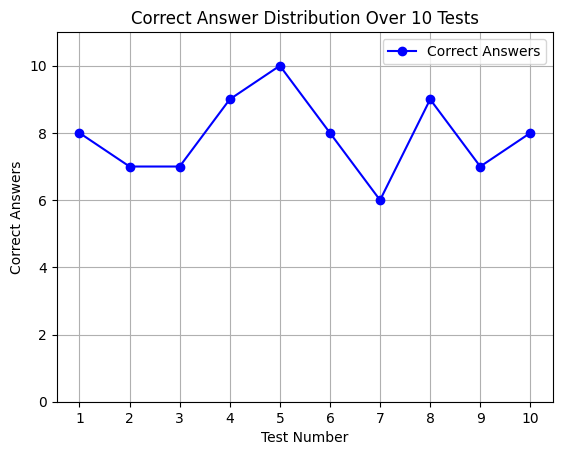 Correct Answer Distribution Over 10 Tests
Correct Answers
10
8
6
4
2
0
Correct Answers
1 2 3 4 5 6 7 8 9 10
Test Number